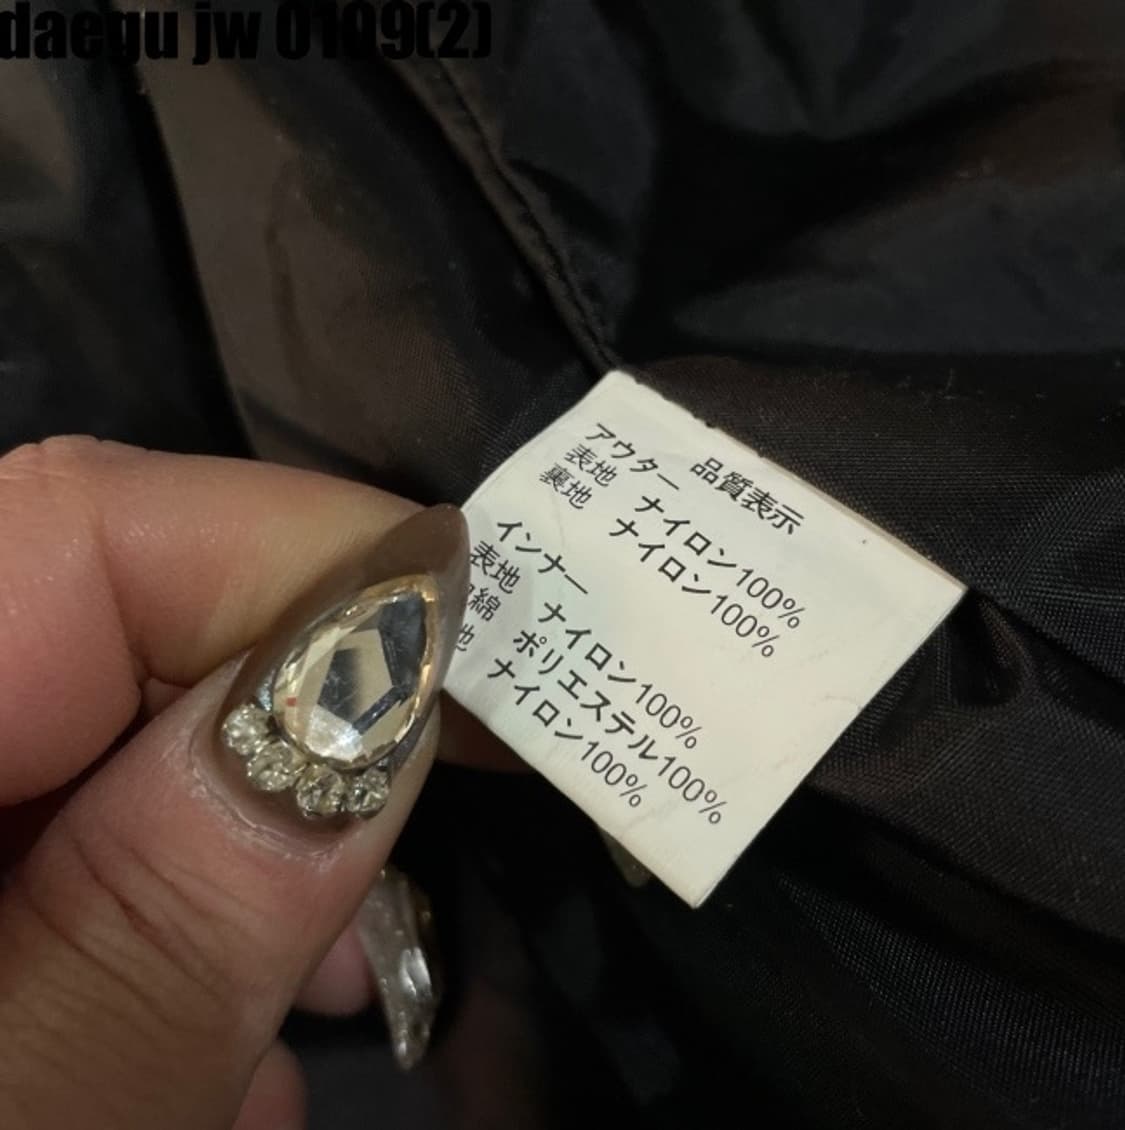 daegu jw 0109(2)
品質表示
アウター
表地 ナイロン100%
裏地 ナイロン100%
インナー
表地 ナイロン100%
綿 ポリエステル100%
地 ナイロン100%